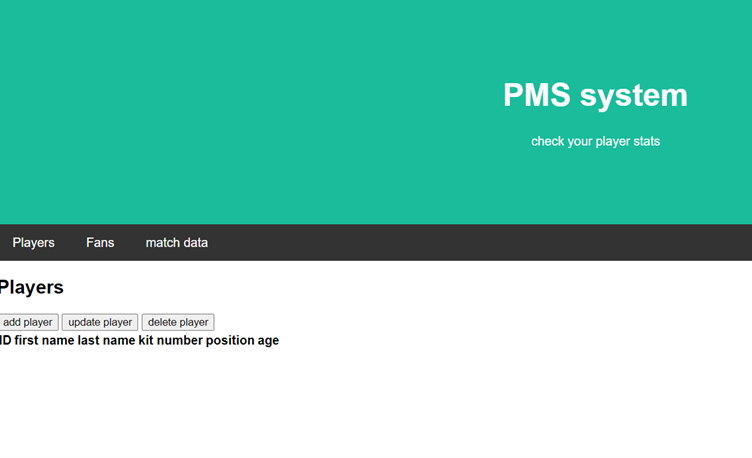 PMS system
check your player stats
Players Fans match data
Players
add player update player delete player
ID first name last name kit number position age